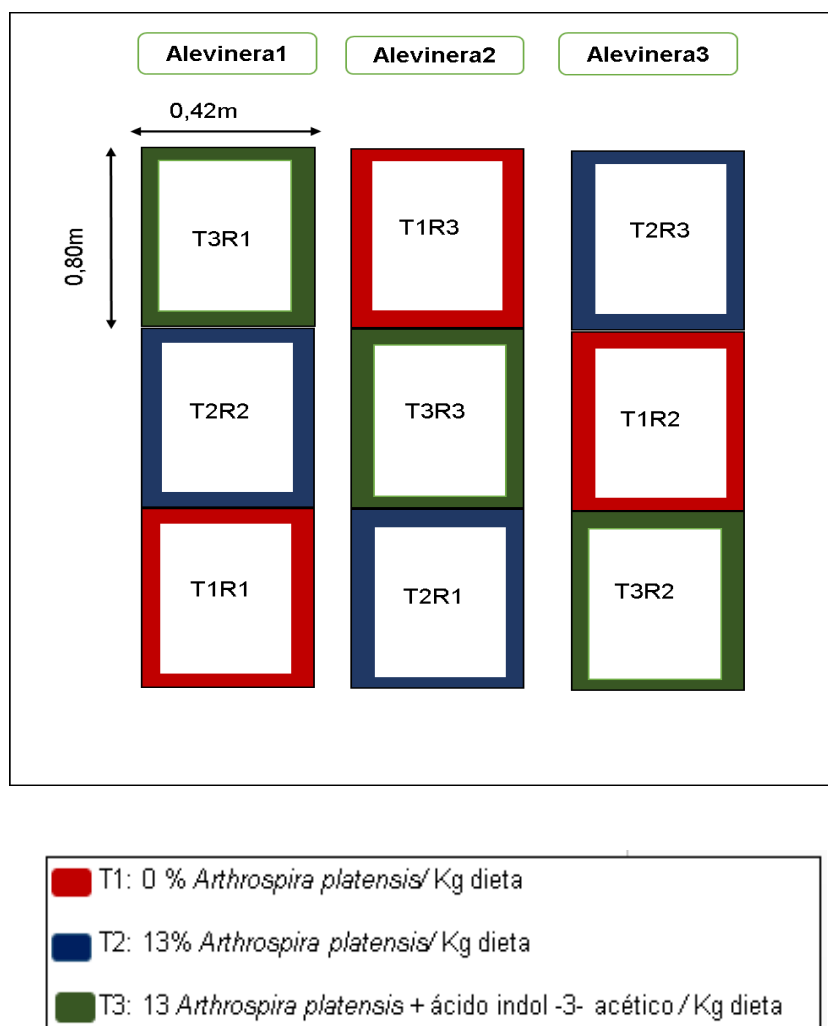 Alevinera1 Alevinera2 Alevinera3
0,42m
0,80m
T3R1 T1R3 T2R3
T2R2 T3R3 T1R2
T1R1 T2R1 T3R2
T1: 0 % Arthrospira platensis/ Kg dieta
T2: 13% Arthrospira platensis/ Kg dieta
T3: 13 Arthrospira platensis + ácido indol -3- acético / Kg dieta